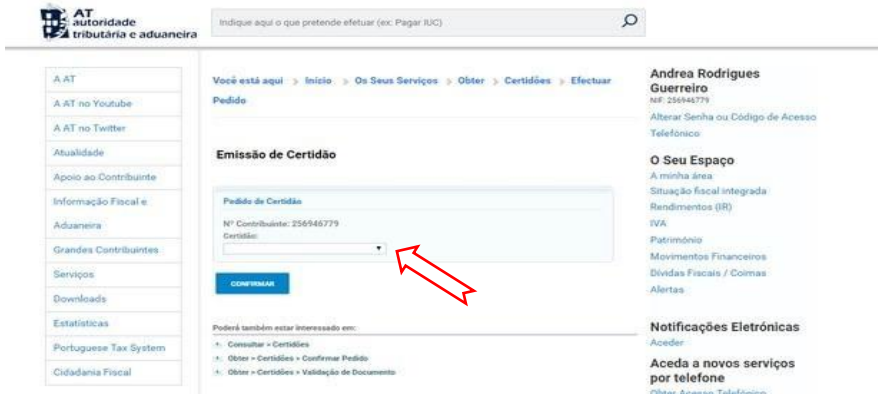 AT
autoridade
tributária e aduaneira
Indique aqui o que pretende efetuar (ex: Pagar IUC)
A AT
A AT no Youtube
A AT no Twitter
Atualidade
Apoio ao Contribuinte
Informação Fiscal e
Aduaneira
Grandes Contribuintes
Serviços
Downloads
Estatísticas
Portuguese Tax System
Cidadania Fiscal
Você está aqui > Início > Os Seus Serviços > Obter > Certidões > Efectuar
Pedido
Emissão de Certidão
Pedido de Certidão
Nº Contribuinte: 256946779
Certidão:
CONFIRMAR
Poderá também estar interessado em:
Consultar » Certidões
Obter » Certidões » Confirmar Pedido
Obter » Certidões » Validação de Documento
Andrea Rodrigues
Guerreiro
NIF: 256946779
Alterar Senha ou Código de Acesso
Telefónico
O Seu Espaço
A minha área
Situação fiscal integrada
Rendimentos (IR)
IVA
Património
Movimentos Financeiros
Dívidas Fiscais / Coimas
Alertas
Notificações Eletrónicas
Aceder
Aceda a novos serviços
por telefone
Obter Acesso Telefónico